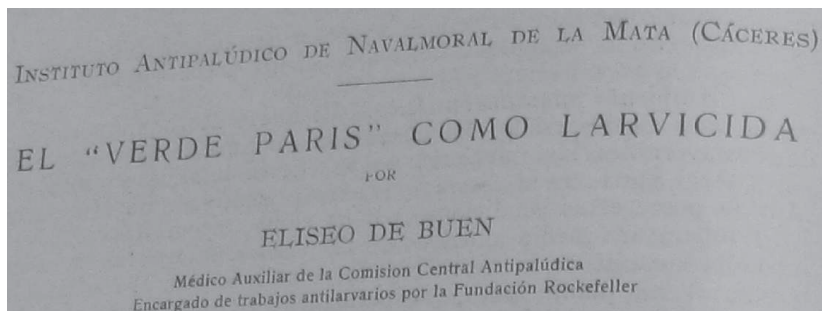 INSTITUTO ANTIPALÚDICO DE NAVALMORAL DE LA MATA (CÁCERES)
EL “VERDE PARIS” COMO LARVICIDA
POR
ELISEO DE BUEN
Médico Auxiliar de la Comision Central Antipalúdica
Encargado de trabajos antilarvarios por la Fundación Rockefeller